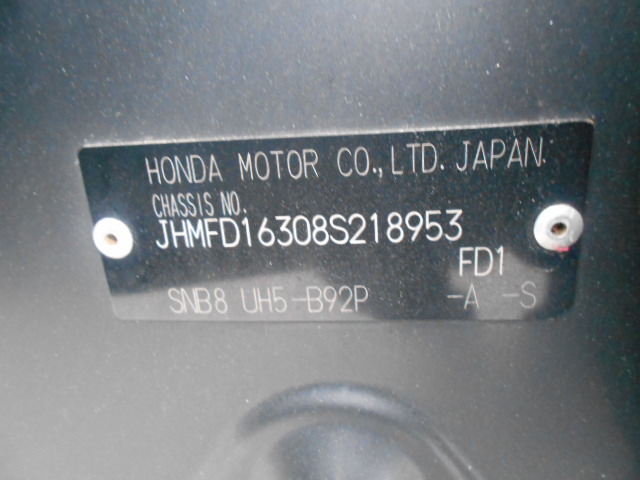 HONDA MOTOR CO.,LTD. JAPAN.
CHASSIS NO.
JHMFD16308S218953
FD1
SNB8 UH5-B92P -A -S